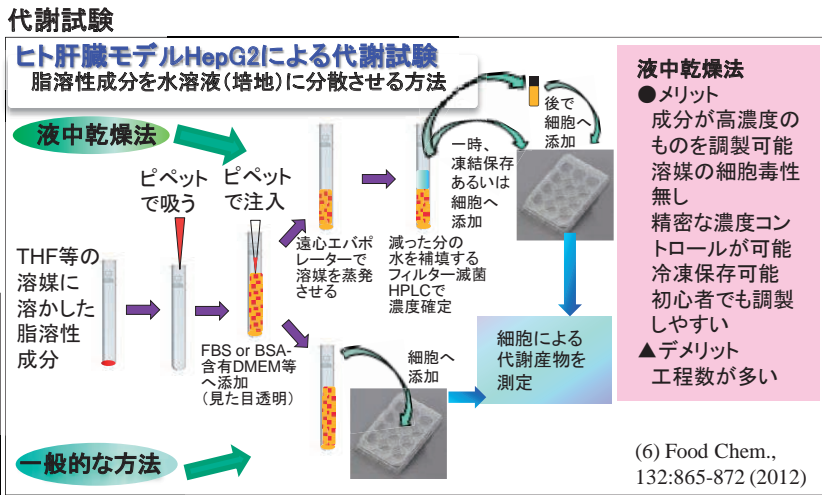 代謝試験
ヒト肝臓モデルHepG2による代謝試験
脂溶性成分を水溶液(培地)に分散させる方法
液中乾燥法
ピペット
で吸う
ピペット
で注入
THF等の
溶媒に
溶かした
脂溶性
成分
FBS or BSA-
含有DMEM等
へ添加
(見た目透明)
遠心エバポ
レーターで
溶媒を蒸発
させる
減った分の
水を補填する
フィルター滅菌
HPLCで
濃度確定
一時、
凍結保存
あるいは
細胞へ
添加
後で
細胞へ
添加
細胞へ
添加
細胞による
代謝産物を
測定
一般的な方法
液中乾燥法
●メリット
成分が高濃度の
ものを調製可能
溶媒の細胞毒性
無し
精密な濃度コン
トロールが可能
冷凍保存可能
初心者でも調製
しやすい
▲デメリット
工程数が多い
(6) Food Chem.,
132:865-872 (2012)